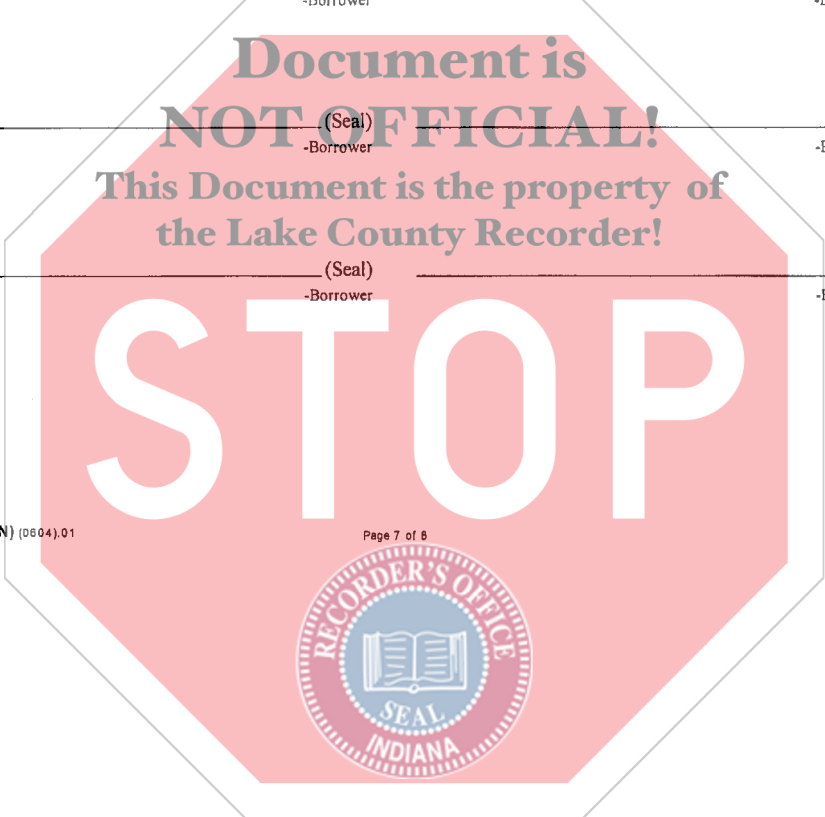 -Borrower
Document is
NOT OFFICIAL!
(Seal)
-Borrower
This Document is the property of
the Lake County Recorder!
(Seal)
-Borrower
STOP
N) (0604).01
Page 7 of 8
RECORDER'S OFFICE
SEAL
INDIANA